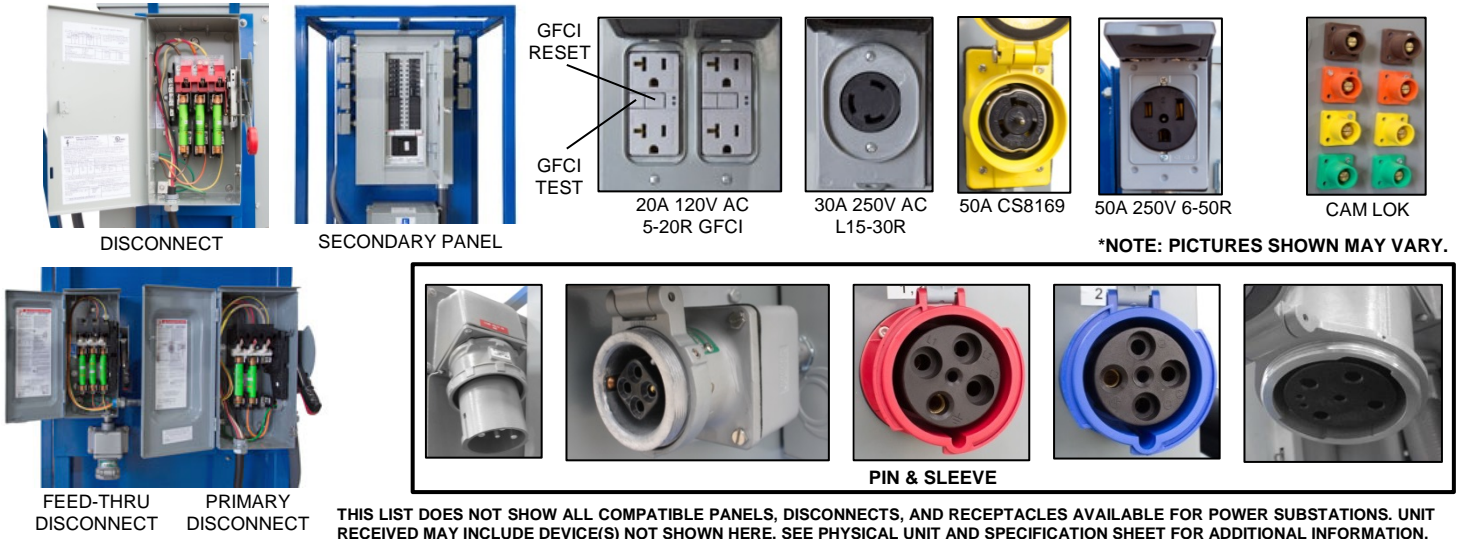 GFCI
RESET
GFCI
TEST
DISCONNECT
SECONDARY PANEL
20A 120V AC
5-20R GFCI
30A 250V AC
L15-30R
50A CS8169
50A 250V 6-50R
CAM LOK
*NOTE: PICTURES SHOWN MAY VARY.
2
PIN & SLEEVE
FEED-THRU
DISCONNECT
PRIMARY
DISCONNECT
THIS LIST DOES NOT SHOW ALL COMPATIBLE PANELS, DISCONNECTS, AND RECEPTACLES AVAILABLE FOR POWER SUBSTATIONS. UNIT
RECEIVED MAY INCLUDE DEVICE(S) NOT SHOWN HERE. SEE PHYSICAL UNIT AND SPECIFICATION SHEET FOR ADDITIONAL INFORMATION.